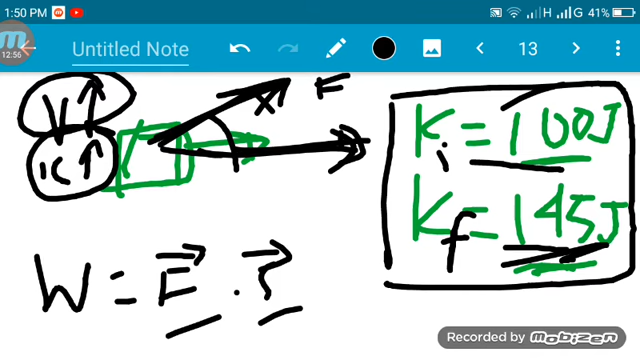 1:50 PM H G 41%
12:56
Untitled Note 13
V↑
K↑
F
Ki = 100J
Kf = 145J
W = F⃗ · S⃗
Recorded by mobizen